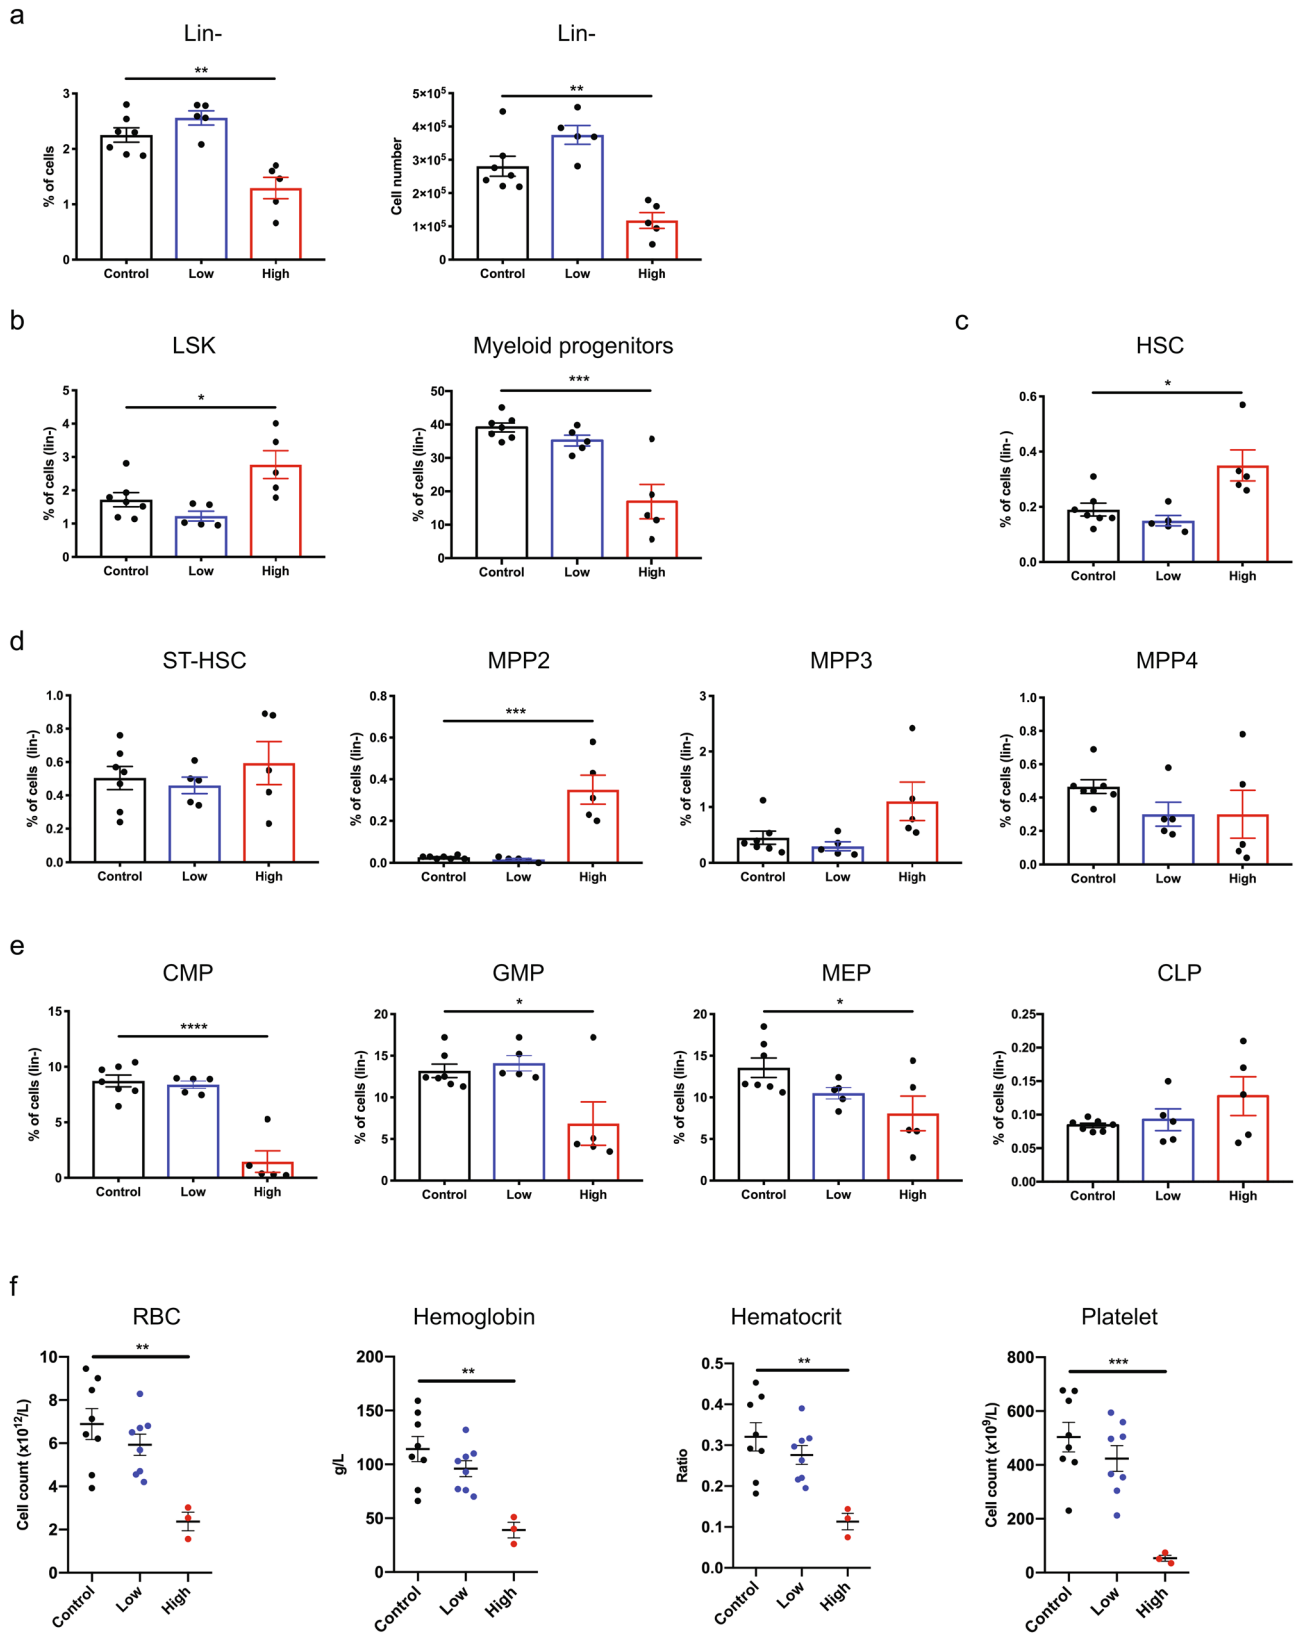 a
Lin-
Lin-
**
**
% of cells
3
2
1
0
Control Low High
Cell number
5×10⁵
4×10⁵
3×10⁵
2×10⁵
1×10⁵
0
Control Low High
b
c
LSK
Myeloid progenitors
HSC
*
***
*
% of cells (lin-)
5
4
3
2
1
0
Control Low High
% of cells (lin-)
50
40
30
20
10
0
Control Low High
% of cells (lin- )
0.6
0.4
0.2
0.0
Control Low High
d
ST-HSC
MPP2
MPP3
MPP4
% of cells (lin-)
1.0
0.8
0.6
0.4
0.2
0.0
Control Low High
***
% of cells (lin-)
0.8
0.6
0.4
0.2
0.0
Control Low High
% of cells (lin-)
3
2
1
0
Control Low High
% of cells (lin-)
1.0
0.8
0.6
0.4
0.2
0.0
Control Low High
e
CMP
GMP
MEP
CLP
****
% of cells (lin-)
15
10
5
0
Control Low High
*
% of cells (lin-)
20
15
10
5
0
Control Low High
*
% of cells (lin-)
20
15
10
5
0
Control Low High
% of cells (lin-)
0.25
0.20
0.15
0.10
0.05
0.00
Control Low High
f
RBC
Hemoglobin
Hematocrit
Platelet
**
Cell count (x10¹²/L)
10
8
6
4
2
0
Control Low High
**
g/L
200
150
100
50
0
Control Low High
**
Ratio
0.5
0.4
0.3
0.2
0.1
0.0
Control Low High
***
Cell count (x10⁹/L)
800
600
400
200
0
Control Low High